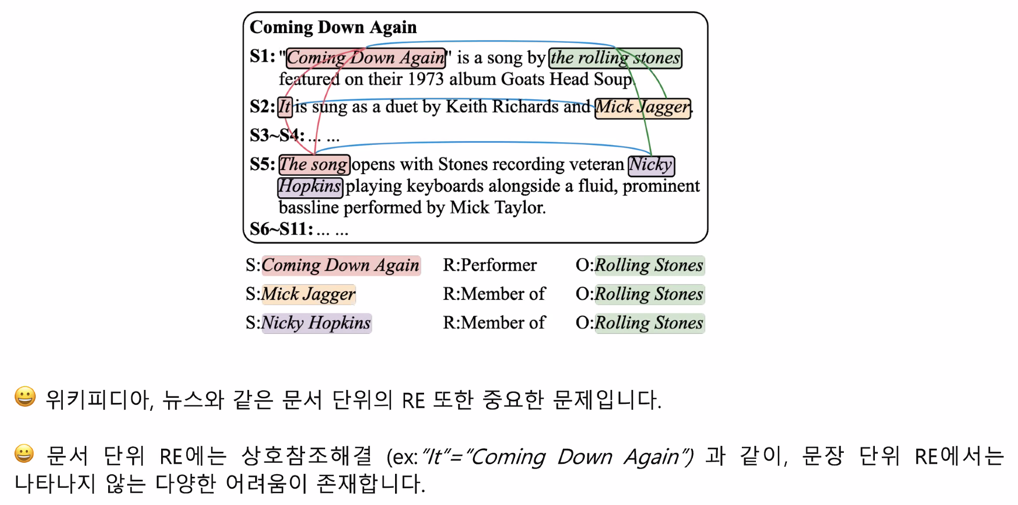 Coming Down Again
S1: "Coming Down Again" is a song by the rolling stones
featured on their 1973 album Goats Head Soup.
S2: It is sung as a duet by Keith Richards and Mick Jagger.
S3~S4: ... ...
S5: The song opens with Stones recording veteran Nicky
Hopkins playing keyboards alongside a fluid, prominent
bassline performed by Mick Taylor.
S6~S11: ... ...
S:Coming Down Again R:Performer O:Rolling Stones
S:Mick Jagger R:Member of O:Rolling Stones
S:Nicky Hopkins R:Member of O:Rolling Stones
😀 위키피디아, 뉴스와 같은 문서 단위의 RE 또한 중요한 문제입니다.
😀 문서 단위 RE에는 상호참조해결 (ex:"It"="Coming Down Again") 과 같이, 문장 단위 RE에서는
나타나지 않는 다양한 어려움이 존재합니다.